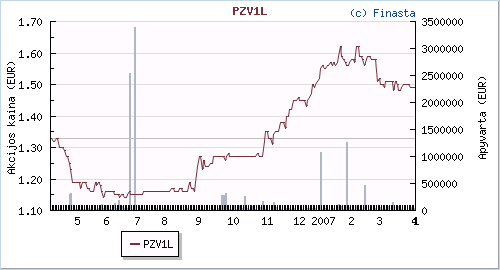 PZV1L
(c) Finasta
Akcijos kaina (EUR)
1.70
1.60
1.50
1.40
1.30
1.20
1.10
3500000
3000000
2500000
2000000
1500000
1000000
500000
0
Apyvarta (EUR)
5 6 7 8 9 10 11 12 2007 2 3 4
PZV1L